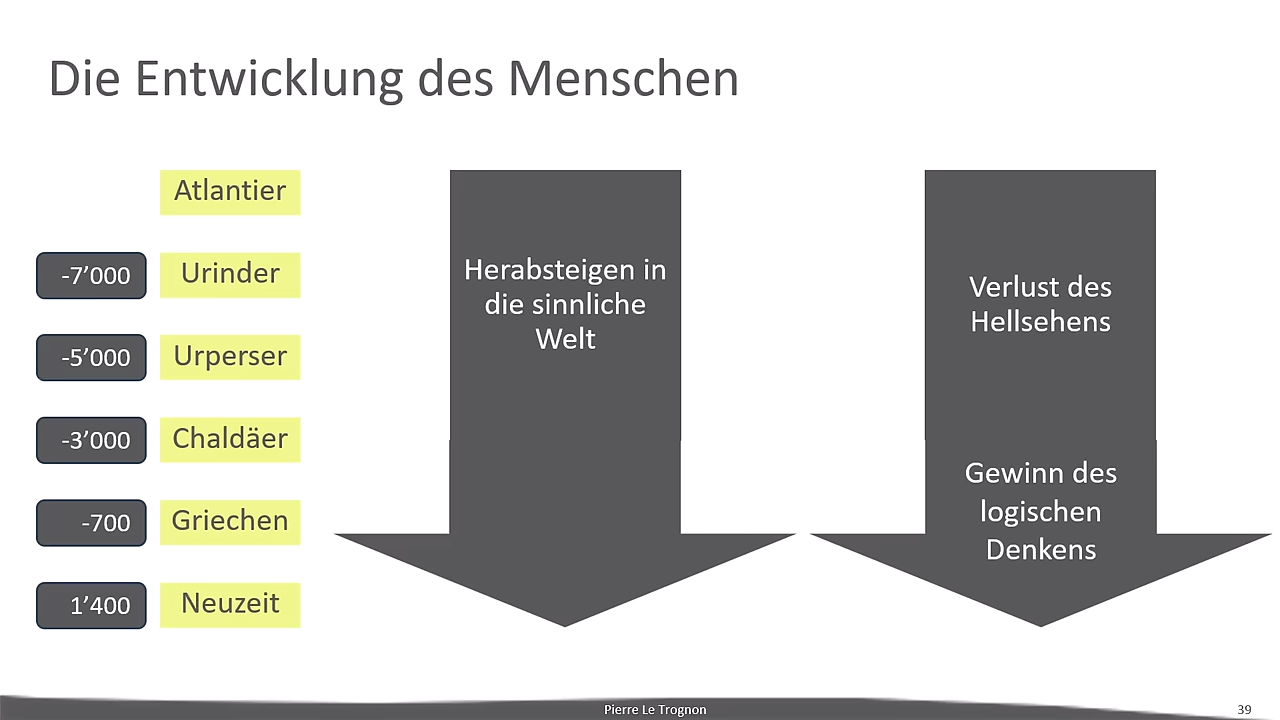 Die Entwicklung des Menschen
Atlantier
-7’000 Urinder
-5’000 Urperser
-3’000 Chaldäer
-700 Griechen
1’400 Neuzeit
Herabsteigen in
die sinnliche
Welt
Verlust des
Hellsehens
Gewinn des
logischen
Denkens
Pierre Le Trognon
39